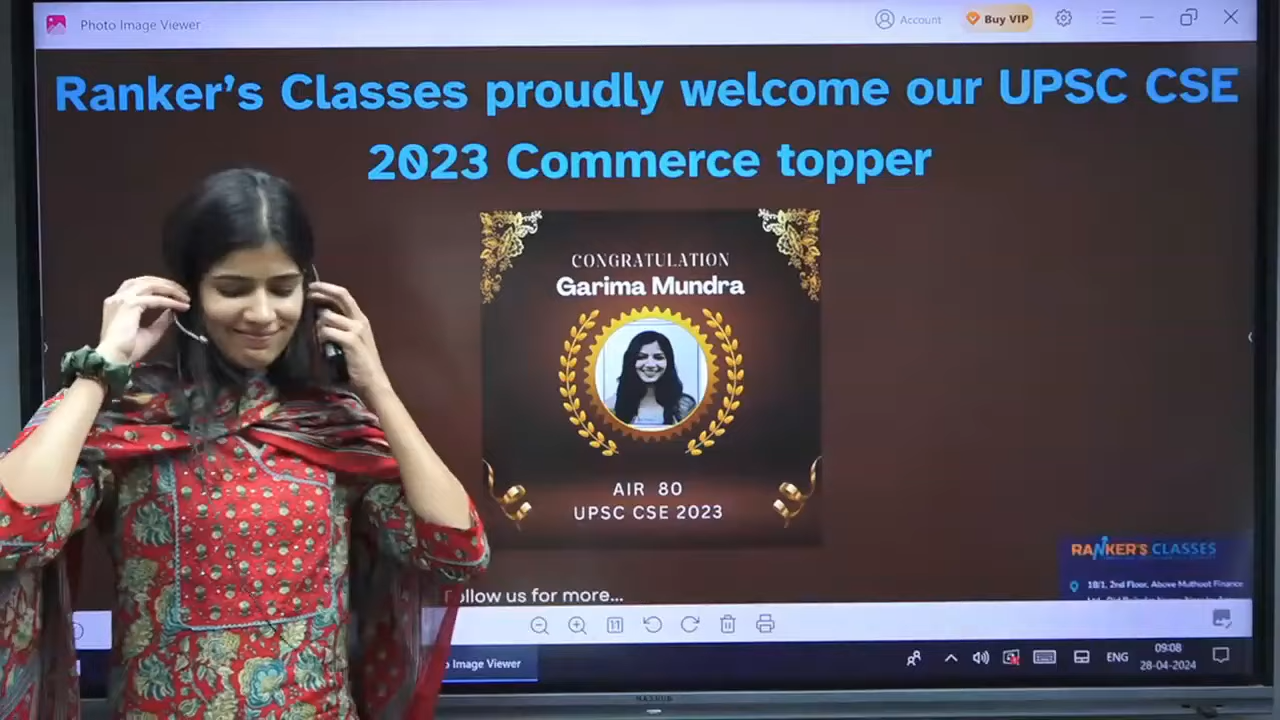 Photo Image Viewer
Account
Buy VIP
Ranker's Classes proudly welcome our UPSC CSE
2023 Commerce topper
CONGRATULATION
Garima Mundra
AIR 80
UPSC CSE 2023
RANKER'S CLASSES
18/1, 2nd Floor, Above Muthoot Finance
ollow us for more...
1:1
o Image Viewer
ENG
09:08
28-04-2024